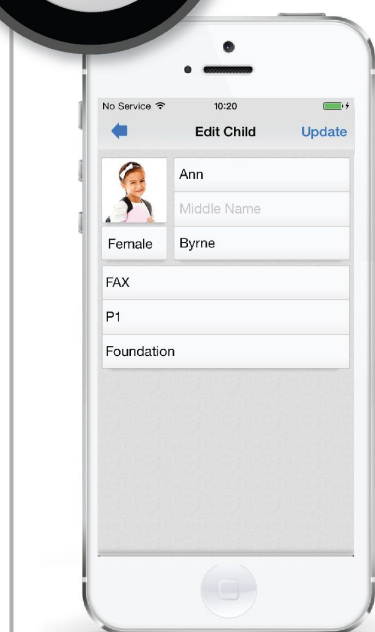 No Service 10:20
Edit Child Update
Ann
Middle Name
Female Byrne
FAX
P1
Foundation